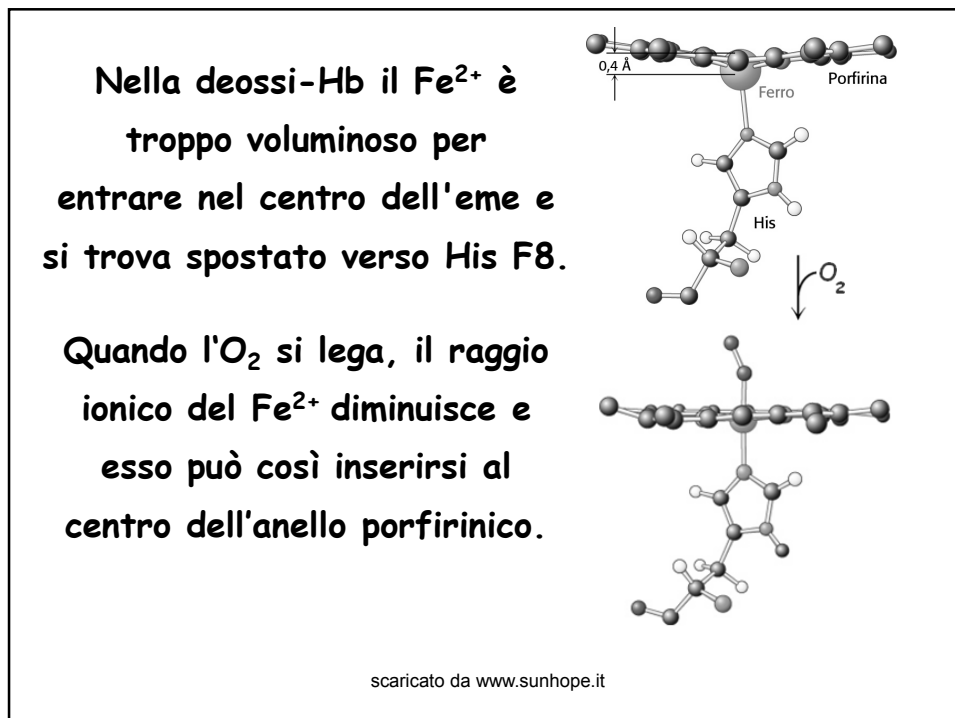 Nella deossi-Hb il Fe²⁺ è
troppo voluminoso per
entrare nel centro dell'eme e
si trova spostato verso His F8.
Quando l‘O₂ si lega, il raggio
ionico del Fe²⁺ diminuisce e
esso può così inserirsi al
centro dell’anello porfirinico.
0,4 Å
Porfirina
Ferro
His
O₂
scaricato da www.sunhope.it